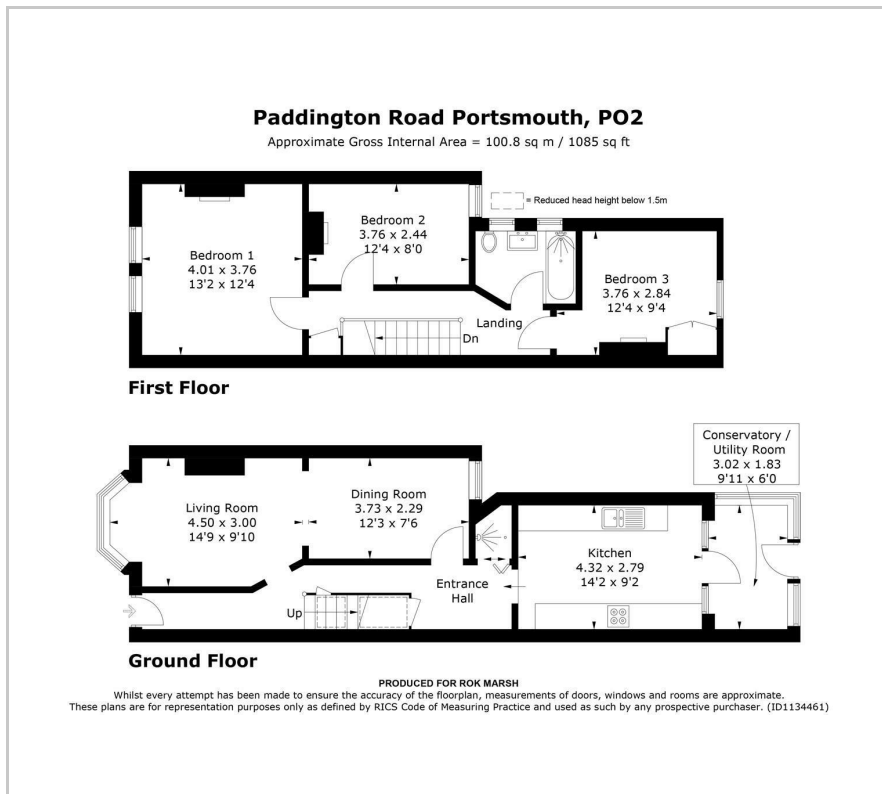 Paddington Road Portsmouth, PO2
Approximate Gross Internal Area = 100.8 sq m / 1085 sq ft
= Reduced head height below 1.5m
Bedroom 1
4.01 x 3.76
13'2 x 12'4
Bedroom 2
3.76 x 2.44
12'4 x 8'0
Bedroom 3
3.76 x 2.84
12'4 x 9'4
Landing
Dn
First Floor
Conservatory /
Utility Room
3.02 x 1.83
9'11 x 6'0
Living Room
4.50 x 3.00
14'9 x 9'10
Dining Room
3.73 x 2.29
12'3 x 7'6
Kitchen
4.32 x 2.79
14'2 x 9'2
Entrance
Hall
Up
IN
Ground Floor
PRODUCED FOR ROK MARSH
Whilst every attempt has been made to ensure the accuracy of the floorplan, measurements of doors, windows and rooms are approximate.
These plans are for representation purposes only as defined by RICS Code of Measuring Practice and used as such by any prospective purchaser. (ID1134461)